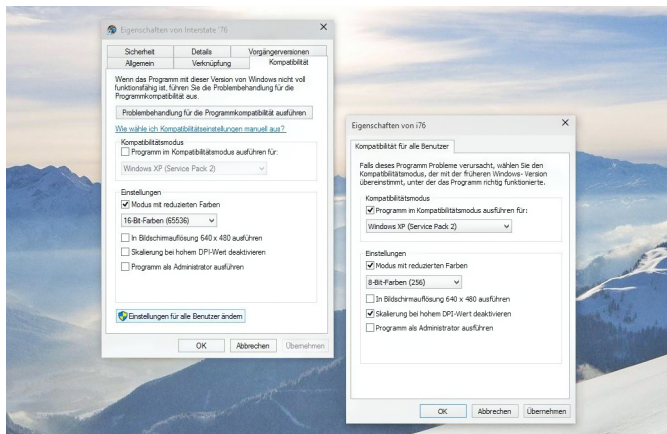 Eigenschaften von Interstate '76
Sicherheit Details Vorgängerversionen
Allgemein Verknüpfung Kompatibilität
Wenn das Programm mit dieser Version von Windows nicht voll
funktionsfähig ist, führen Sie die Problembehandlung für die
Programmkompatibilität aus.
Problembehandlung für die Programmkompatibilität ausführen
Wie wähle ich Kompatibilitätseinstellungen manuell aus?
Kompatibilitätsmodus
Programm im Kompatibilitätsmodus ausführen für:
Windows XP (Service Pack 2)
Einstellungen
Modus mit reduzierten Farben
16-Bit-Farben (65536)
In Bildschirmauflösung 640 x 480 ausführen
Skalierung bei hohem DPI-Wert deaktivieren
Programm als Administrator ausführen
Einstellungen für alle Benutzer ändern
OK Abbrechen Übernehmen
Eigenschaften von i76
Kompatibilität für alle Benutzer
Falls dieses Programm Probleme verursacht, wählen Sie den
Kompatibilitätsmodus, der mit der früheren Windows- Version
übereinstimmt, unter der das Programm richtig funktionierte.
Kompatibilitätsmodus
Programm im Kompatibilitätsmodus ausführen für:
Windows XP (Service Pack 2)
Einstellungen
Modus mit reduzierten Farben
8-Bit-Farben (256)
In Bildschirmauflösung 640 x 480 ausführen
Skalierung bei hohem DPI-Wert deaktivieren
Programm als Administrator ausführen
OK Abbrechen Übernehmen